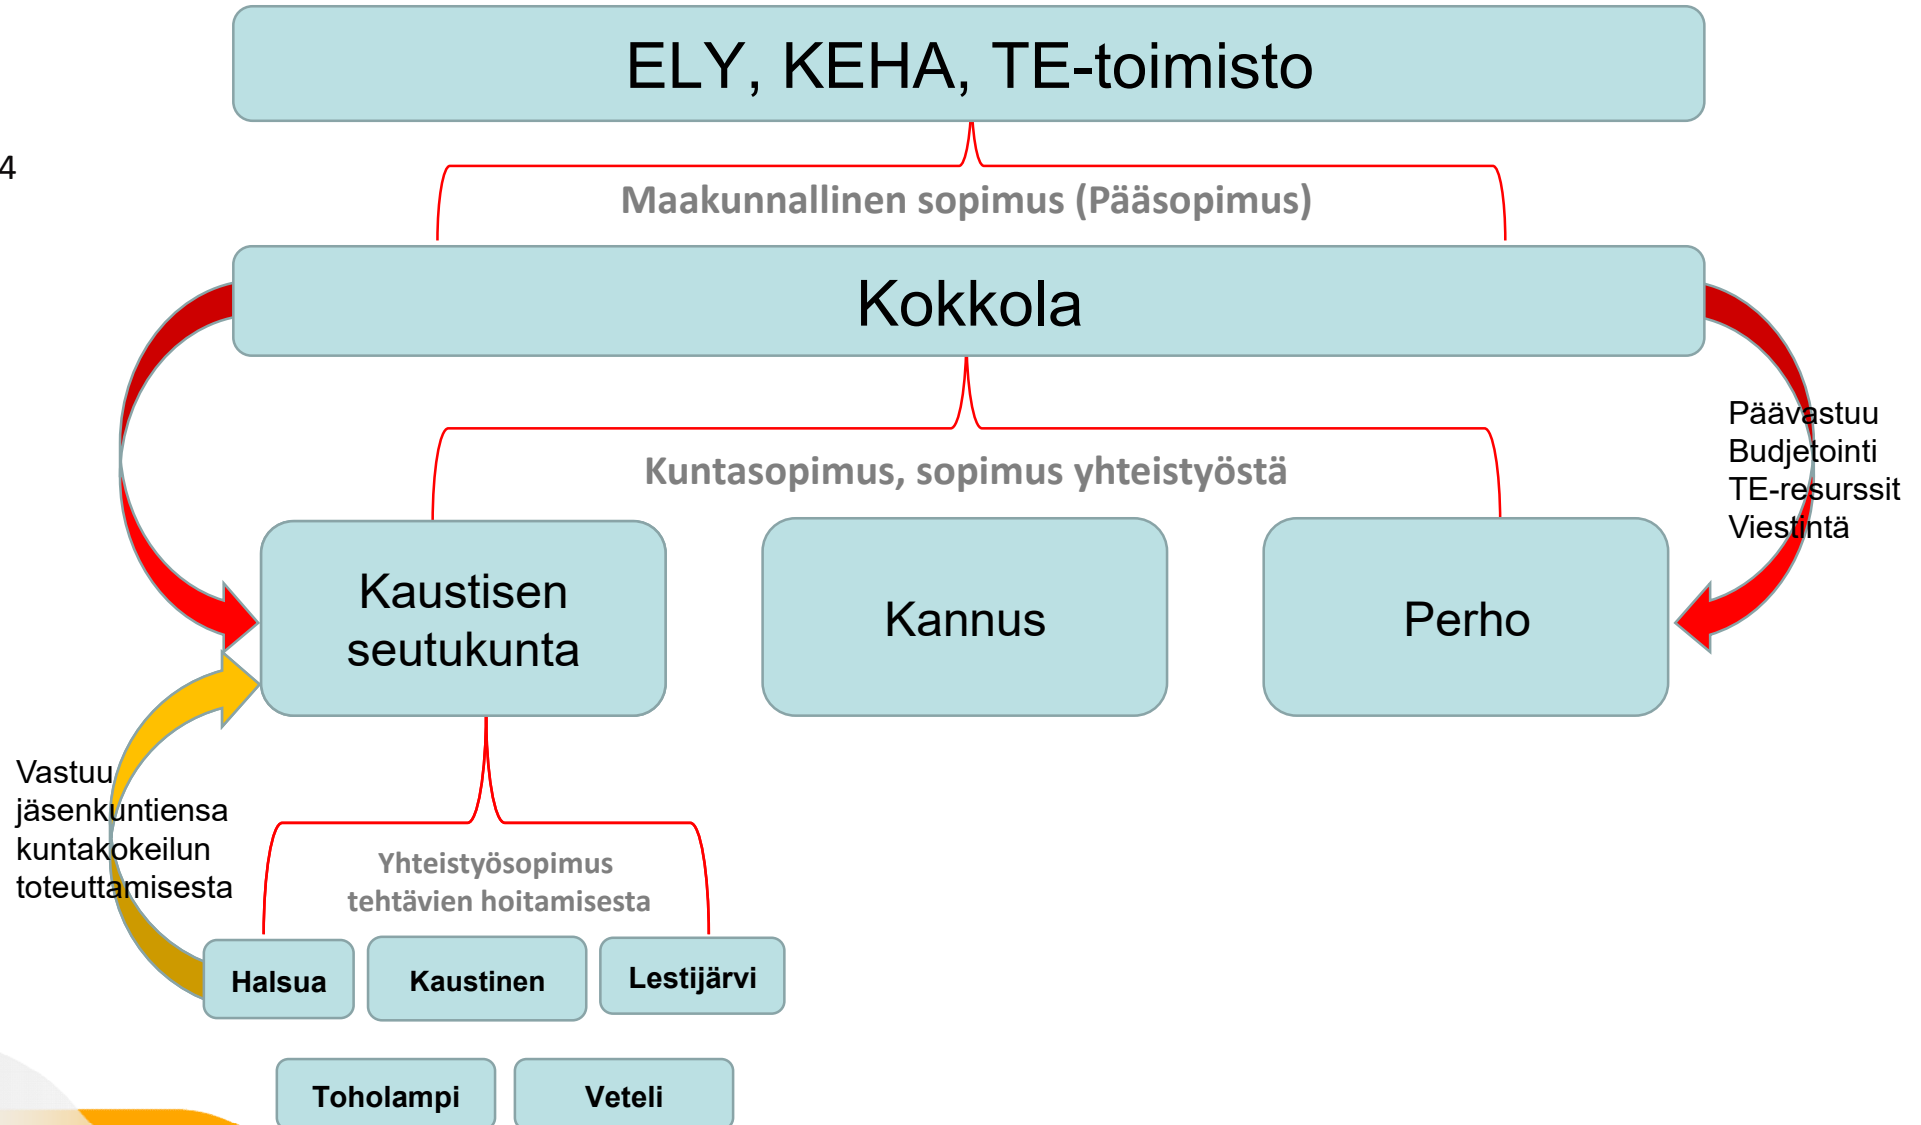 ELY, KEHA, TE-toimisto
4
Maakunnallinen sopimus (Pääsopimus)
Kokkola
Kuntasopimus, sopimus yhteistyöstä
Päävastuu
Budjetointi
TE-resurssit
Viestintä
Kaustisen
seutukunta
Kannus
Perho
Vastuu
jäsenkuntiensa
kuntakokeilun
toteuttamisesta
Yhteistyösopimus
tehtävien hoitamisesta
Halsua
Kaustinen
Lestijärvi
Toholampi
Veteli